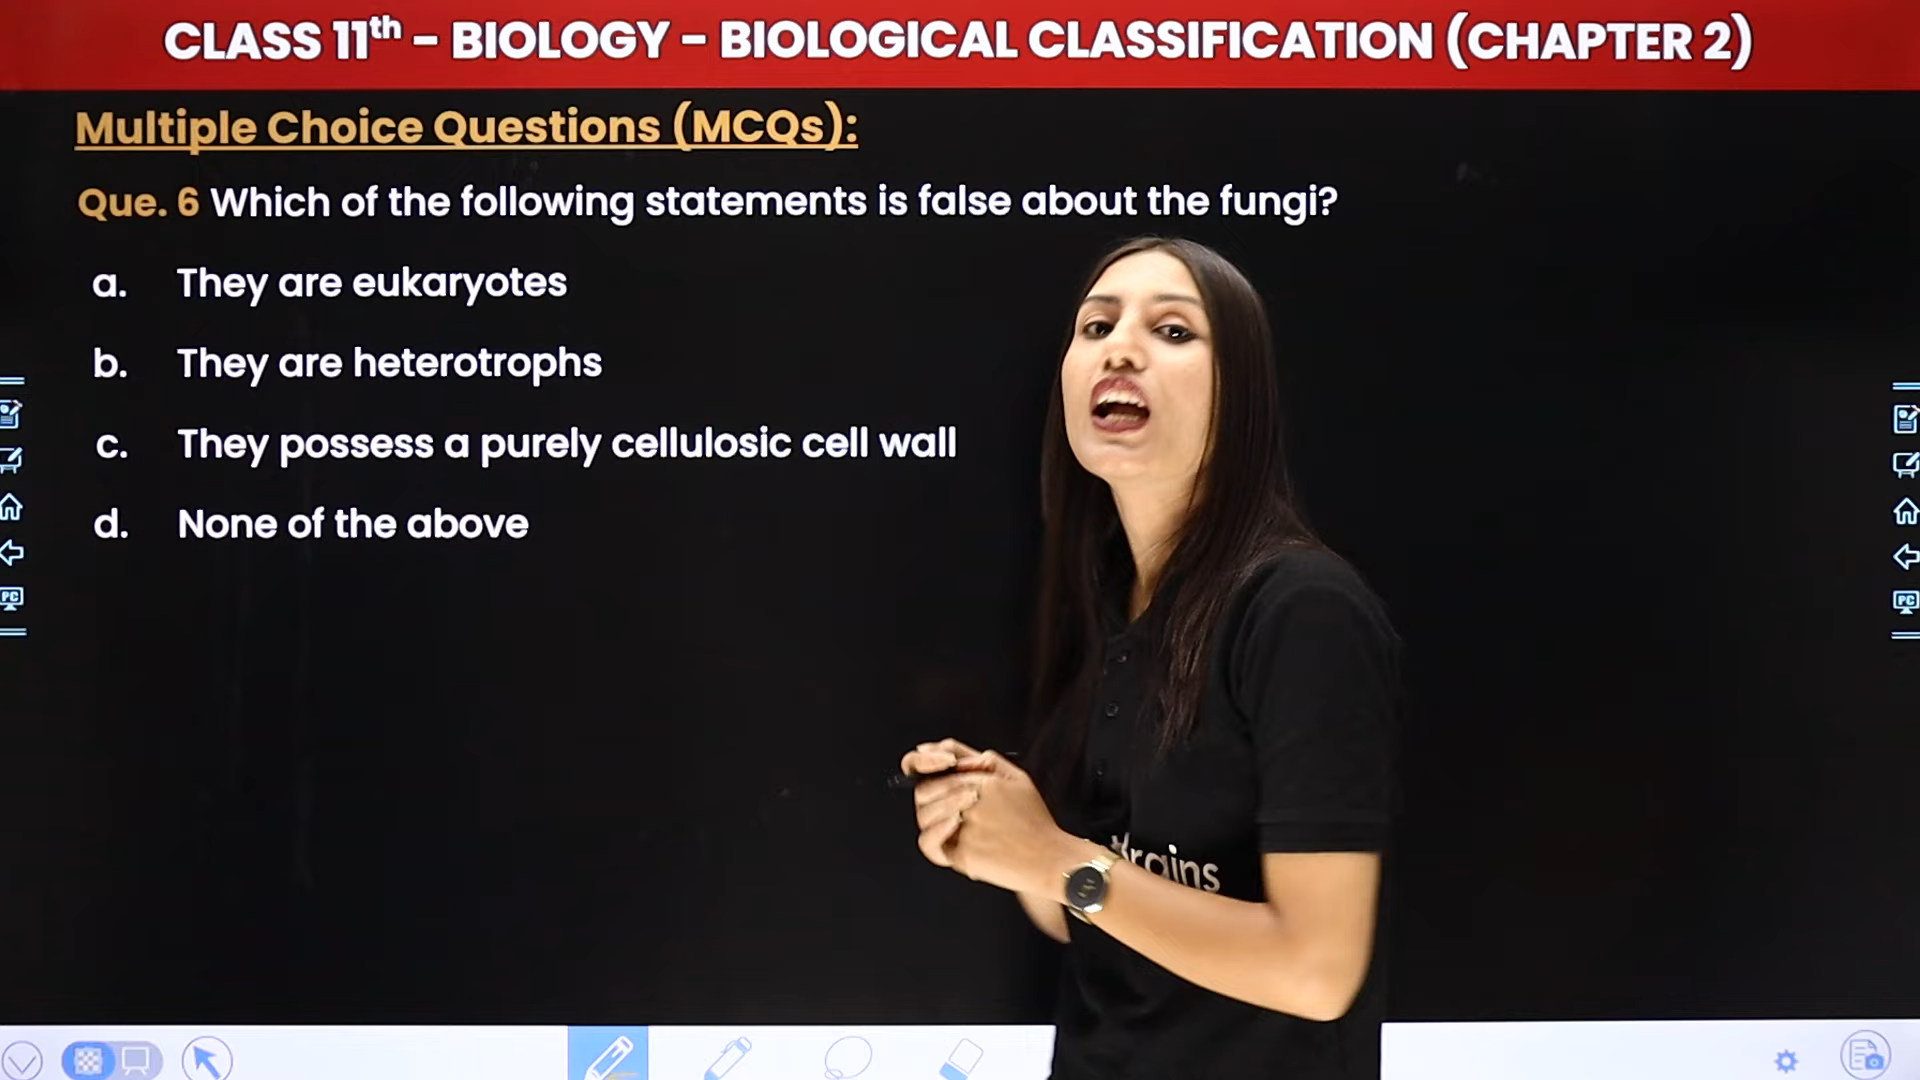 CLASS 11th - BIOLOGY - BIOLOGICAL CLASSIFICATION (CHAPTER 2)
Multiple Choice Questions (MCQs):
Que. 6 Which of the following statements is false about the fungi?
a. They are eukaryotes
b. They are heterotrophs
c. They possess a purely cellulosic cell wall
d. None of the above
PC
PC